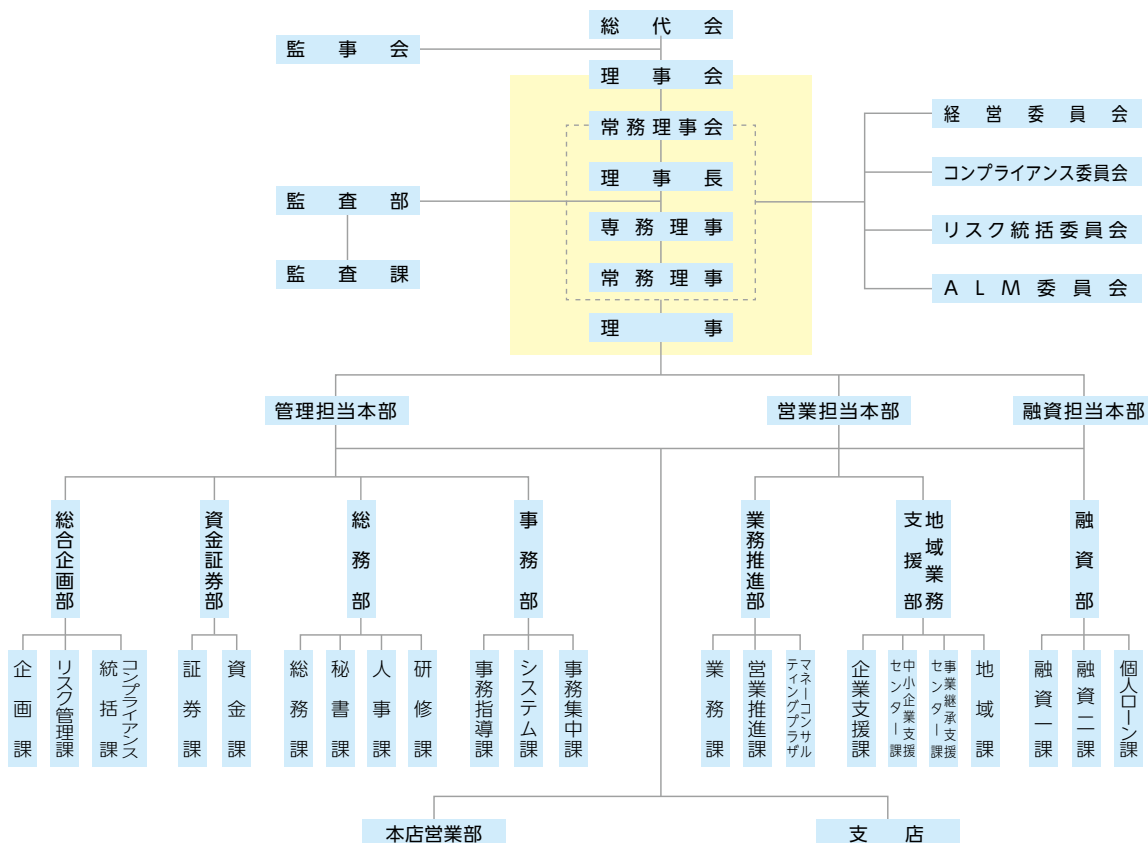 総代会
監事会
理事会
常務理事会
理事長
監査部
専務理事
監査課
常務理事
理事
経営委員会
コンプライアンス委員会
リスク統括委員会
ALM委員会
管理担当本部
営業担当本部
融資担当本部
総合企画部
資金証券部
総務部
事務部
業務推進部
地域業務
支援部
融資部
企画課
リスク管理課
コンプライアンス
統括課
証券課
資金課
総務課
秘書課
人事課
研修課
事務指導課
システム課
事務集中課
業務課
営業推進課
マネーコンサル
ティングプラザ
企業支援課
中小企業支援
センター課
事業継承支援
センター課
地域課
融資一課
融資二課
個人ローン課
本店営業部
支店